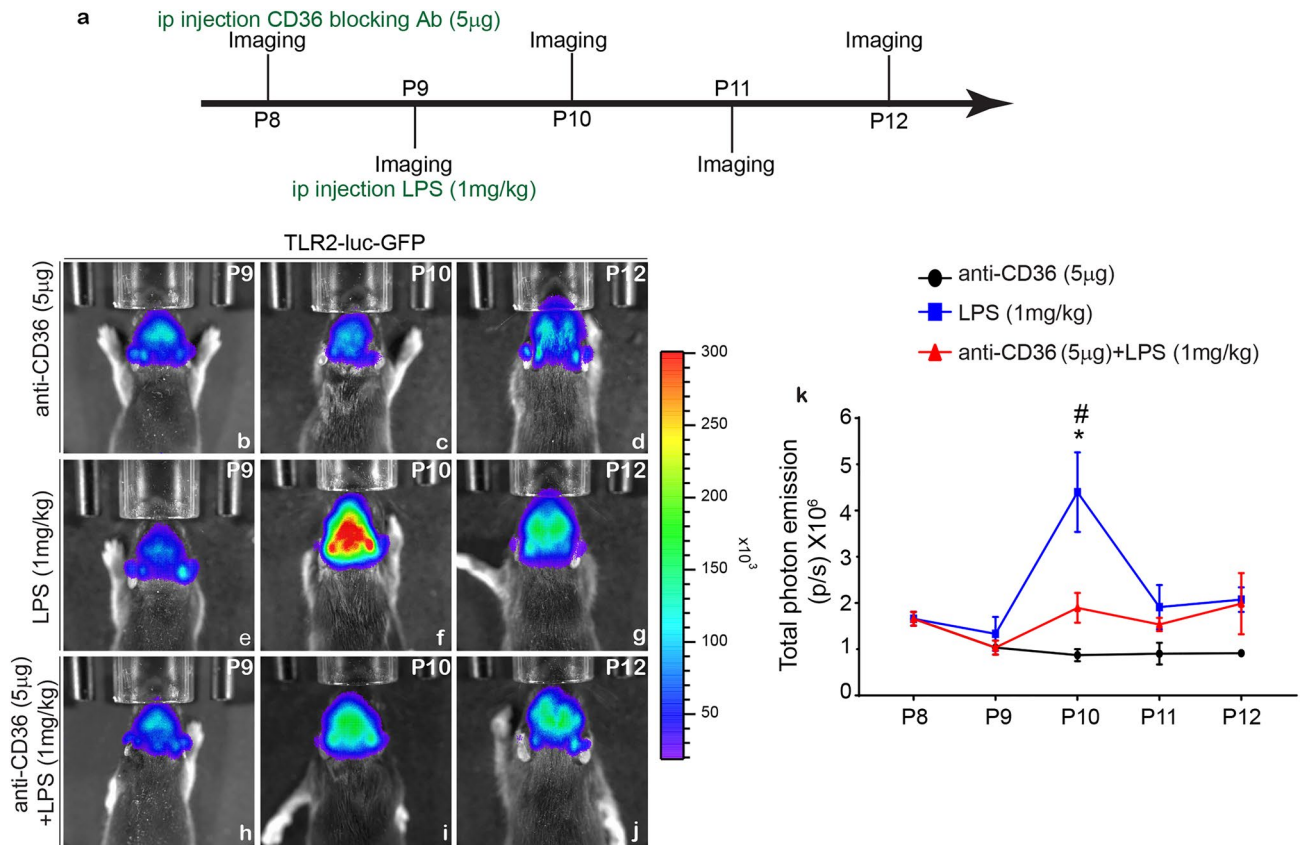 a
ip injection CD36 blocking Ab (5μg)
Imaging
Imaging
Imaging
P9
P11
P8
P10
P12
Imaging
Imaging
ip injection LPS (1mg/kg)
TLR2-luc-GFP
anti-CD36 (5μg)
P9
P10
P12
b
c
d
LPS (1mg/kg)
P9
P10
P12
e
f
g
anti-CD36 (5μg)
+LPS (1mg/kg)
P9
P10
P12
h
i
j
300
250
200
150
100
50
x10³
anti-CD36 (5μg)
LPS (1mg/kg)
anti-CD36 (5μg)+LPS (1mg/kg)
k
Total photon emission
(p/s) X10⁶
6
5
4
3
2
1
0
#
*
P8
P9
P10
P11
P12